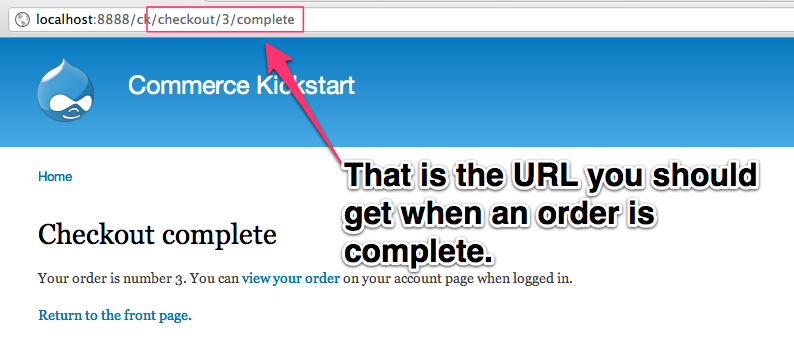 localhost:8888/ck/checkout/3/complete
Commerce Kickstart
Home
That is the URL you should
get when an order is
complete.
Checkout complete
Your order is number 3. You can view your order on your account page when logged in.
Return to the front page.